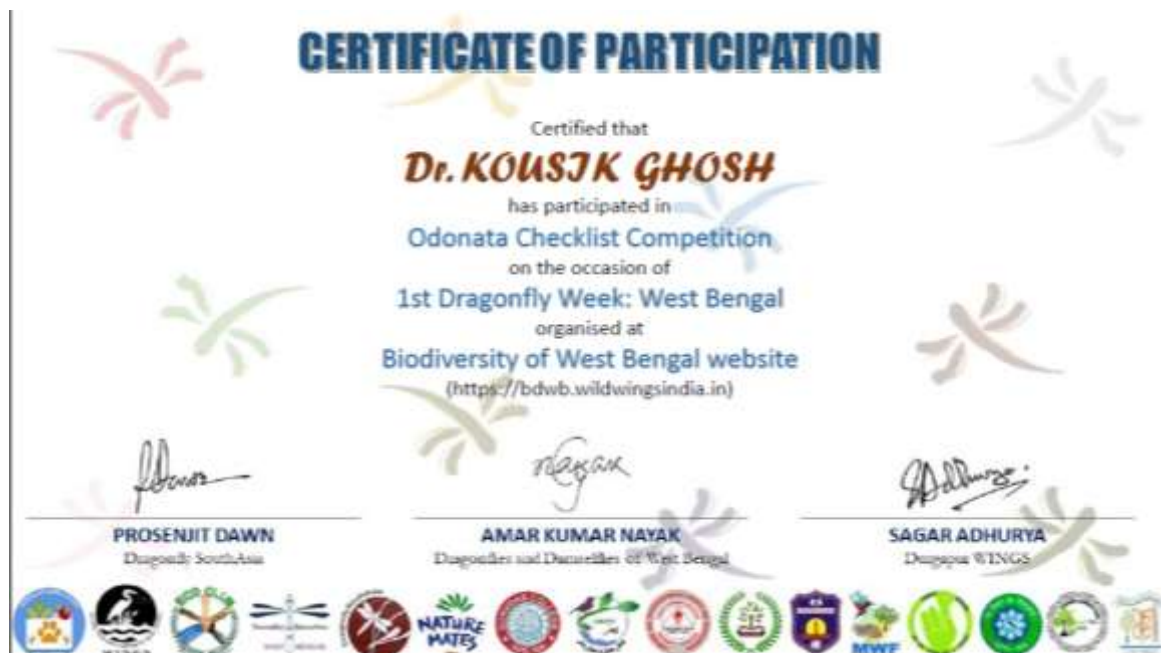 CERTIFICATE OF PARTICIPATION
Certified that
Dr. KOUSIK GHOSH
has participated in
Odonata Checklist Competition
on the occasion of
1st Dragonfly Week: West Bengal
organised at
Biodiversity of West Bengal website
(https://bdwb.wildwingsindia.in)
PROSENJIT DAWN
AMAR KUMAR NAYAK
SAGAR ADHURYA
Dragonfly SouthAsia
Dragonflies and Damselflies of West Bengal
Durgapur WINGS
NATURE
MATES
MWF